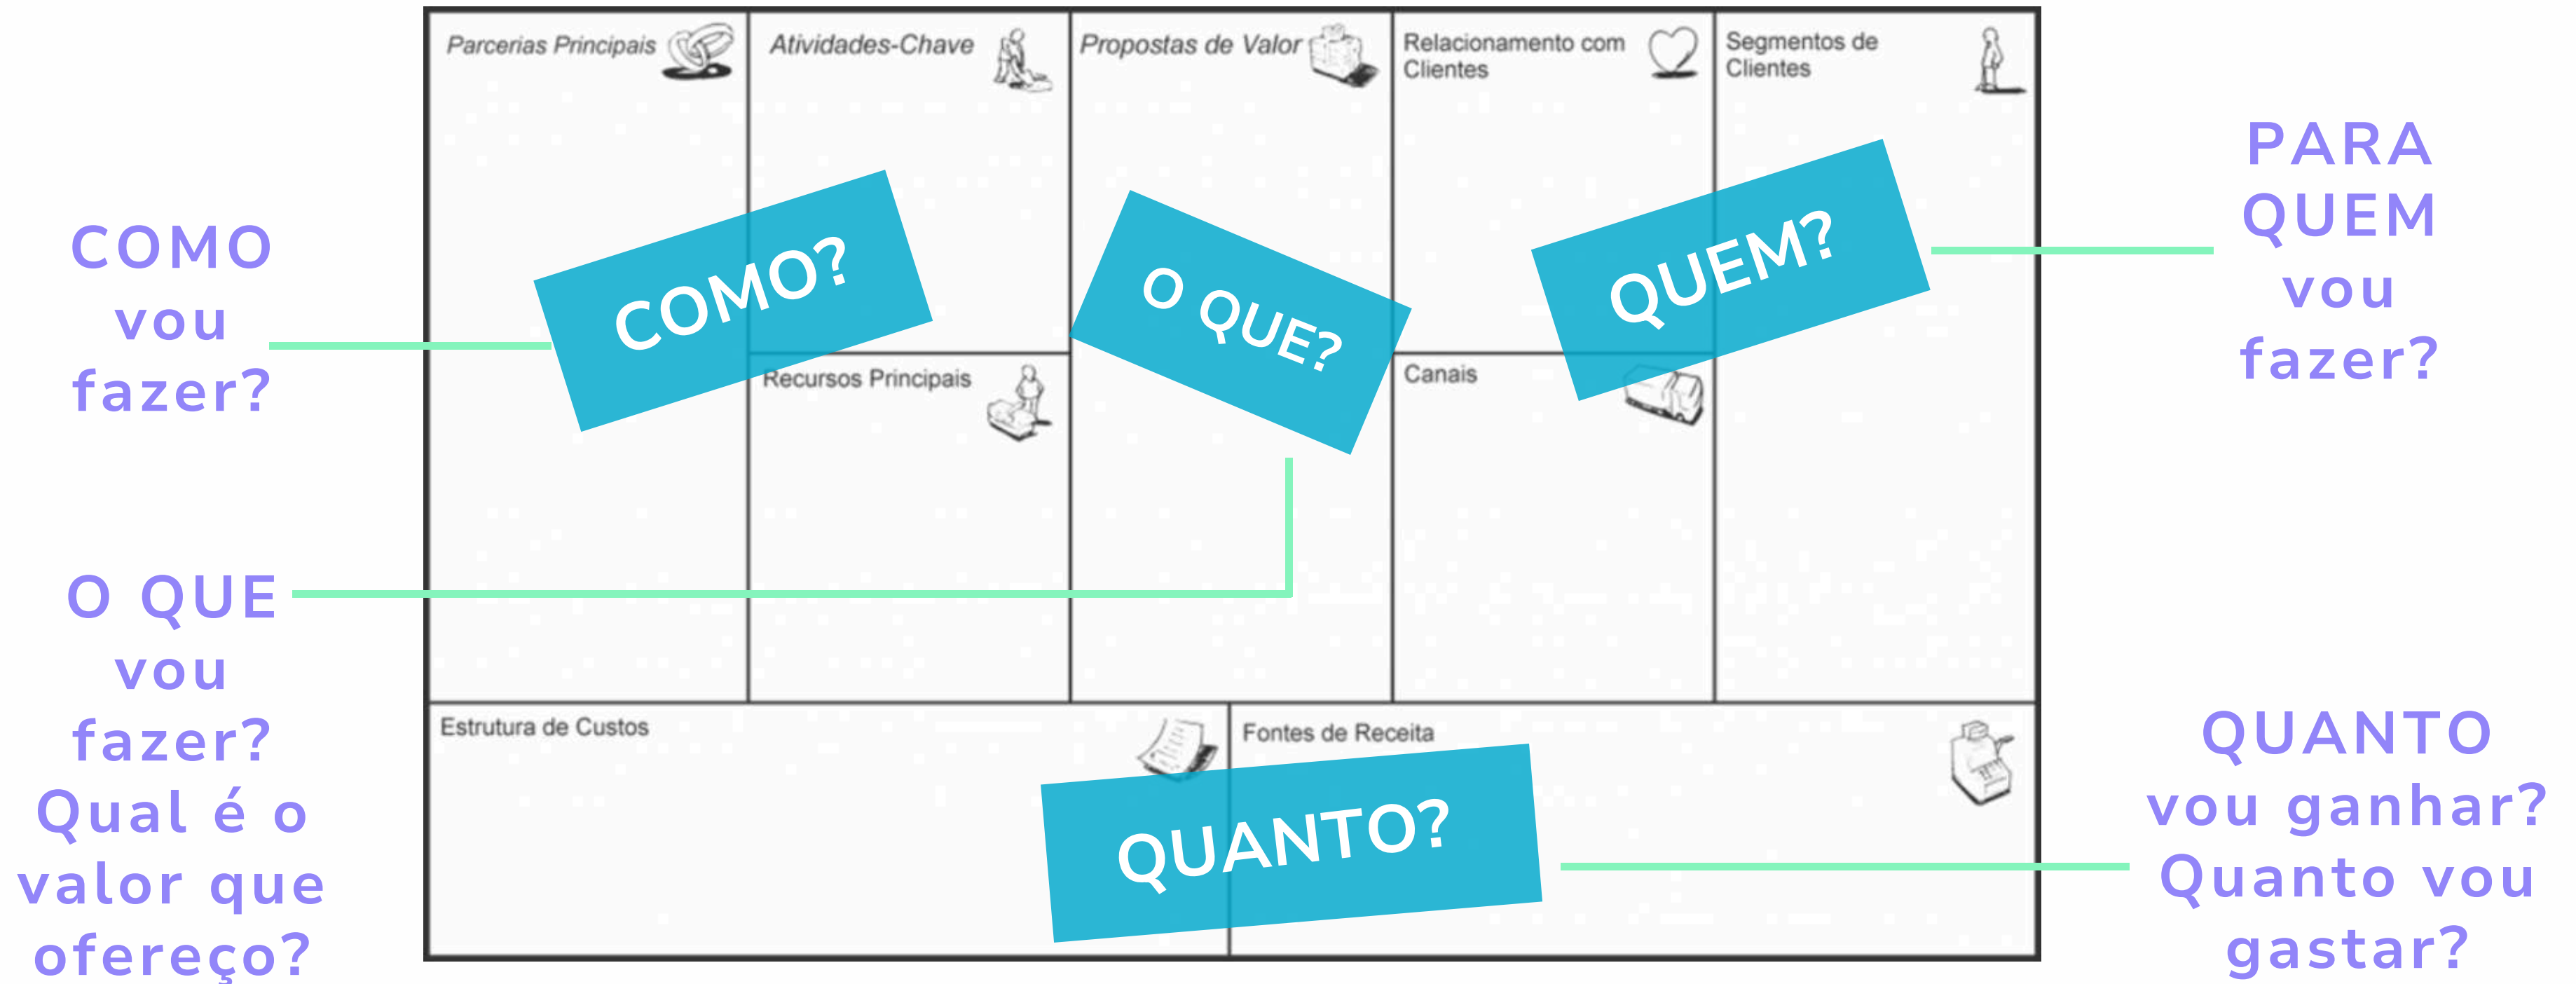 Parcerias Principais
Atividades-Chave
Propostas de Valor
Relacionamento com
Clientes
Segmentos de
Clientes
COMO
vou
fazer?
COMO?
O QUE?
QUEM?
PARA
QUEM
vou
fazer?
Recursos Principais
Canais
O QUE
vou
fazer?
Qual é o
valor que
ofereço?
Estrutura de Custos
Fontes de Receita
QUANTO?
QUANTO
vou ganhar?
Quanto vou
gastar?